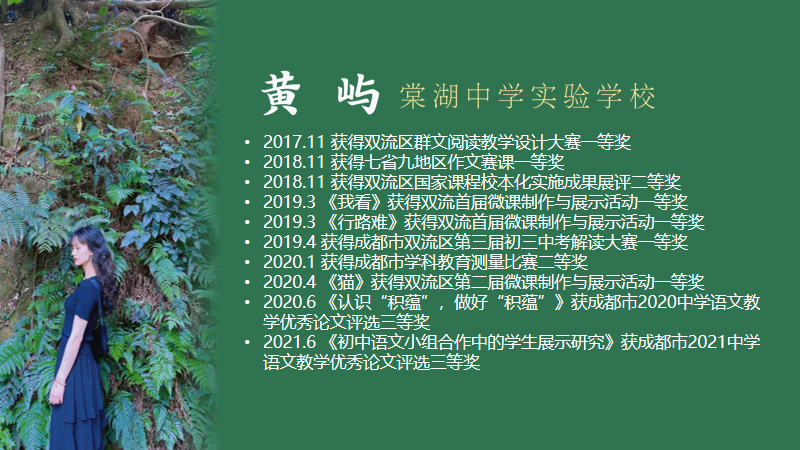 黄 屿 棠湖中学实验学校
• 2017.11 获得双流区群文阅读教学设计大赛一等奖
• 2018.11 获得七省九地区作文赛课一等奖
• 2018.11 获得双流区国家课程校本化实施成果展评二等奖
• 2019.3 《我看》获得双流首届微课制作与展示活动一等奖
• 2019.3 《行路难》获得双流首届微课制作与展示活动一等奖
• 2019.4 获得成都市双流区第三届初三中考解读大赛一等奖
• 2020.1 获得成都市学科教育测量比赛二等奖
• 2020.4 《猫》获得双流区第二届微课制作与展示活动一等奖
• 2020.6 《认识“积蕴”，做好“积蕴”》获成都市2020中学语文教
学优秀论文评选三等奖
• 2021.6 《初中语文小组合作中的学生展示研究》获成都市2021中学
语文教学优秀论文评选三等奖